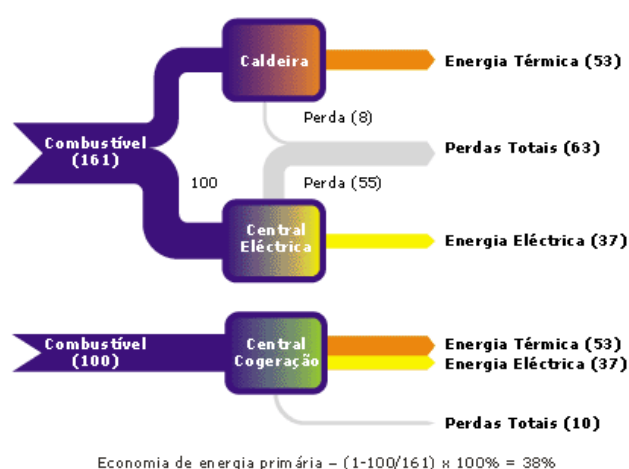 Caldeira
Energia Térmica (53)
Perda (8)
Combustível
(161)
Perdas Totais (63)
100
Perda (55)
Central
Eléctrica
Energia Eléctrica (37)
Combustível
(100)
Central
Cogeração
Energia Térmica (53)
Energia Eléctrica (37)
Perdas Totais (10)
Economia de energia primária – (1-100/161) x 100% = 38%